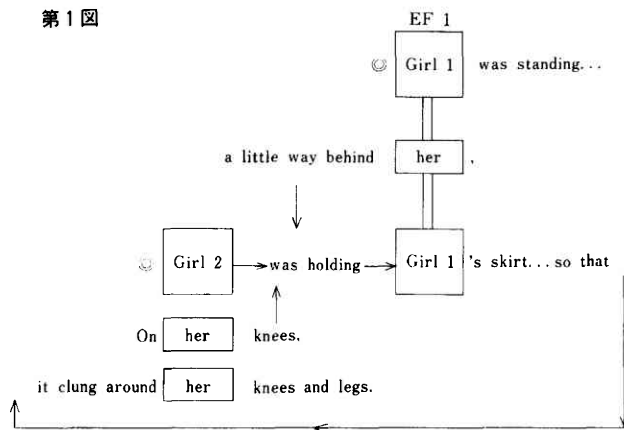 第1図
EF 1
Girl 1 was standing...
a little way behind her ,
Girl 2 was holding Girl 1 's skirt...so that
On her knees,
it clung around her knees and legs.